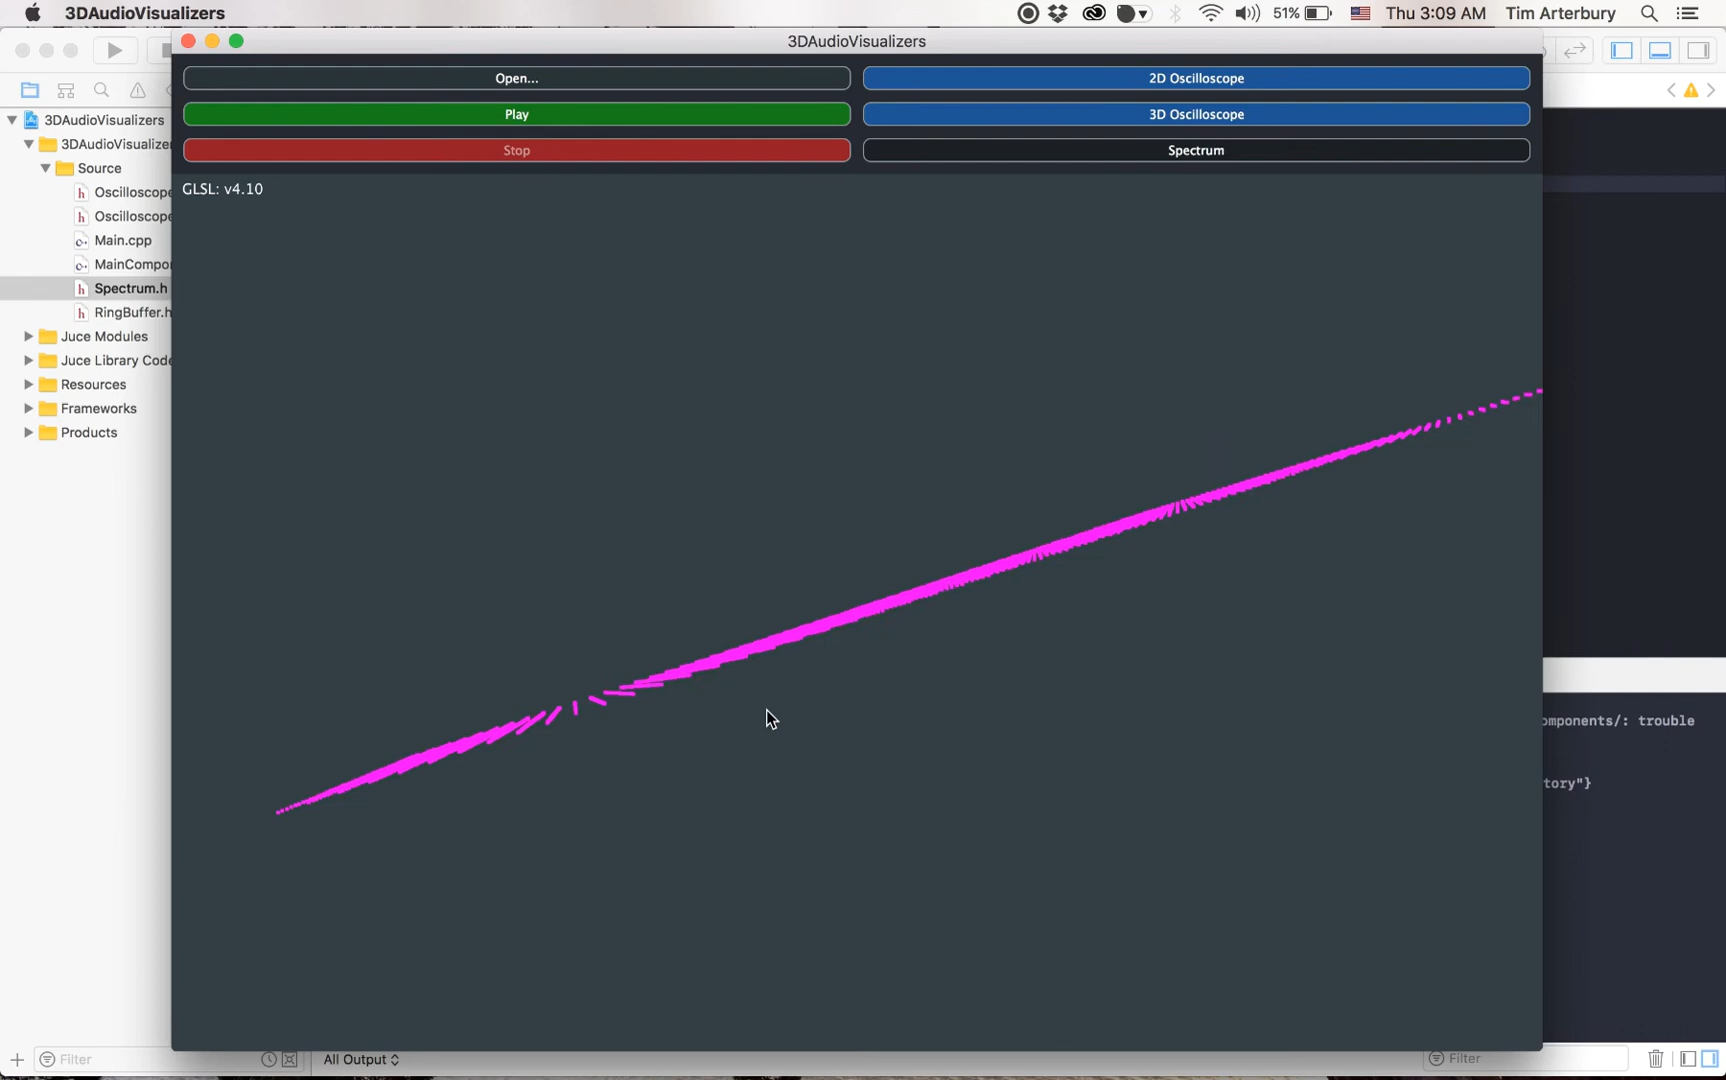 3DAudioVisualizers
51%
Thu 3:09 AM
Tim Arterbury
3DAudioVisualizers
Open...
2D Oscilloscope
Play
3D Oscilloscope
Stop
Spectrum
GLSL: v4.10
3DAudioVisualizers
3DAudioVisualize
Source
h Oscilloscope
h Oscilloscope
c+ Main.cpp
c+ MainCompo
h Spectrum.h
h RingBuffer.h
Juce Modules
Juce Library Code
Resources
Frameworks
Products
omponents/: trouble
tory"}
Filter
All Output
Filter